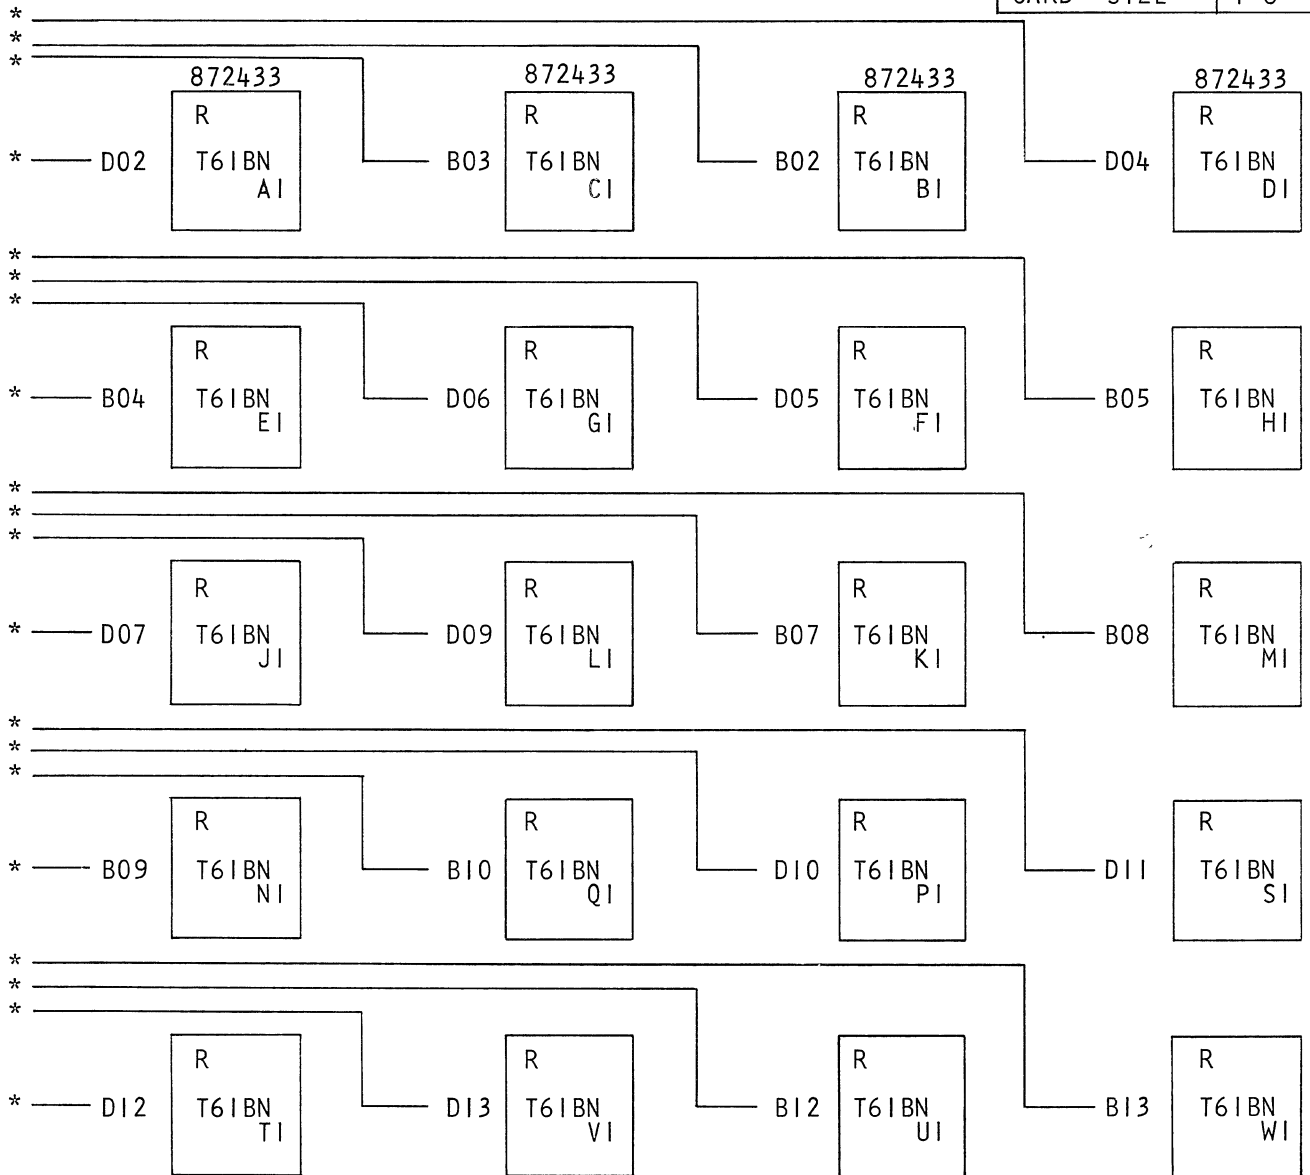 *
*
*
872433 872433 872433 872433
R R R R
* D02 T61BN B03 T61BN B02 T61BN D04 T61BN
A1 C1 B1 D1
*
*
*
R R R R
* B04 T61BN D06 T61BN D05 T61BN B05 T61BN
E1 G1 F1 H1
*
*
*
R R R R
* D07 T61BN D09 T61BN B07 T61BN B08 T61BN
J1 L1 K1 M1
*
*
*
R R R R
* B09 T61BN B10 T61BN D10 T61BN D11 T61BN
N1 Q1 P1 S1
*
*
*
R R R R
* D12 T61BN D13 T61BN B12 T61BN B13 T61BN
T1 V1 U1 W1